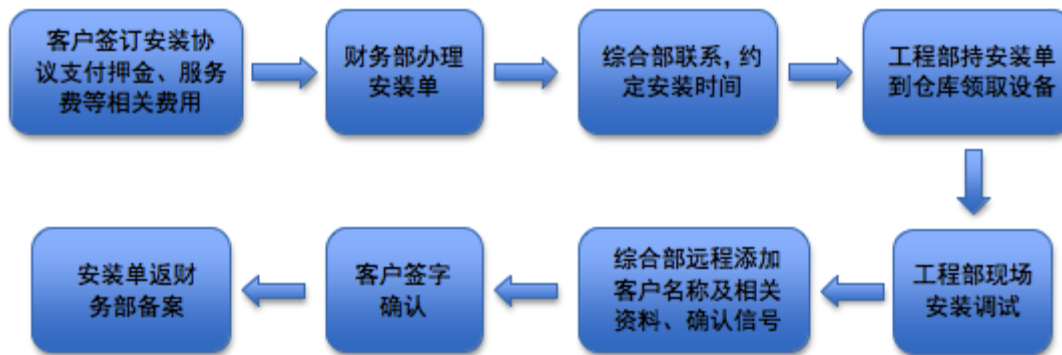 客户签订安装协
议支付押金、服务
费等相关费用
财务部办理
安装单
综合部联系，约
定安装时间
工程部持安装单
到仓库领取设备
工程部现场
安装调试
综合部远程添加
客户名称及相关
资料、确认信号
客户签字
确认
安装单返财
务部备案